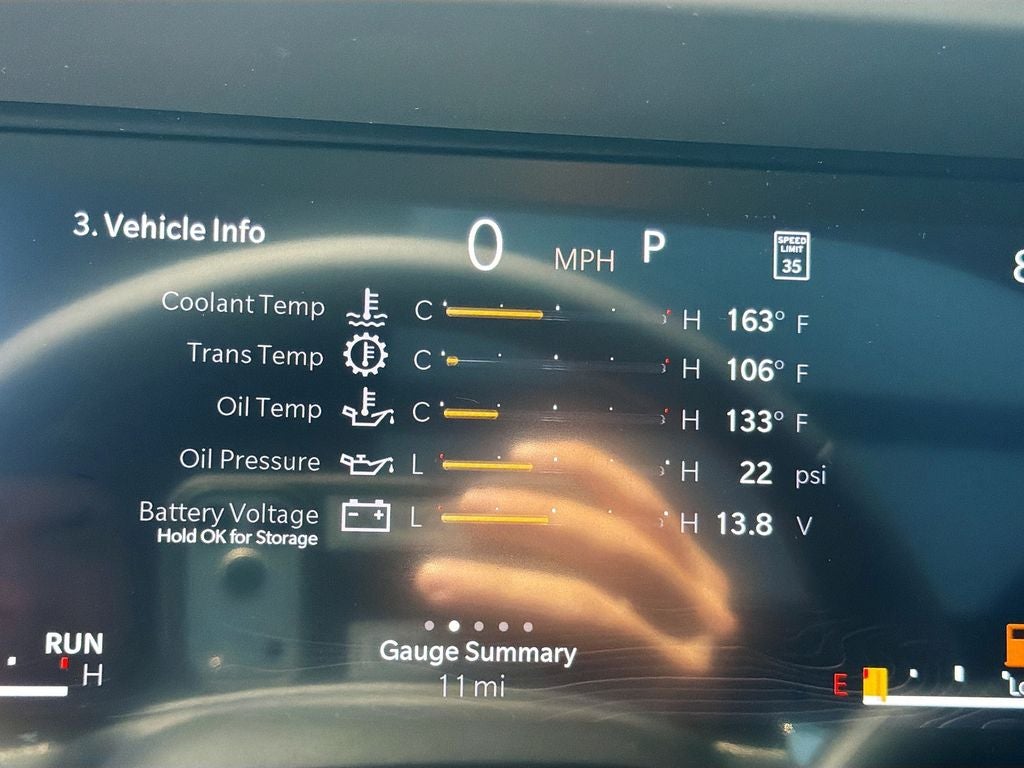 3. Vehicle Info 0 MPH P SPEED LIMIT 35 8
Coolant Temp C H 163° F
Trans Temp C H 106° F
Oil Temp C H 133° F
Oil Pressure L H 22 psi
Battery Voltage L H 13.8 V
Hold OK for Storage
RUN
H
Gauge Summary
11 mi
E